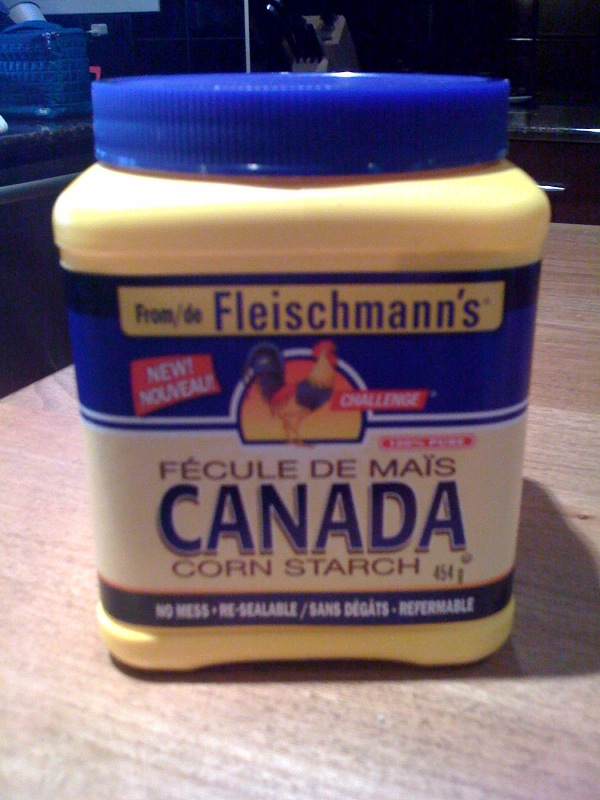 From/de Fleischmann's
NEW!
NOUVEAU!
CHALLENGE
100% PURE
FÉCULE DE MAÏS
CANADA
CORN STARCH
454 g
NO MESS • RE-SEALABLE / SANS DÉGÂTS • REFERMABLE